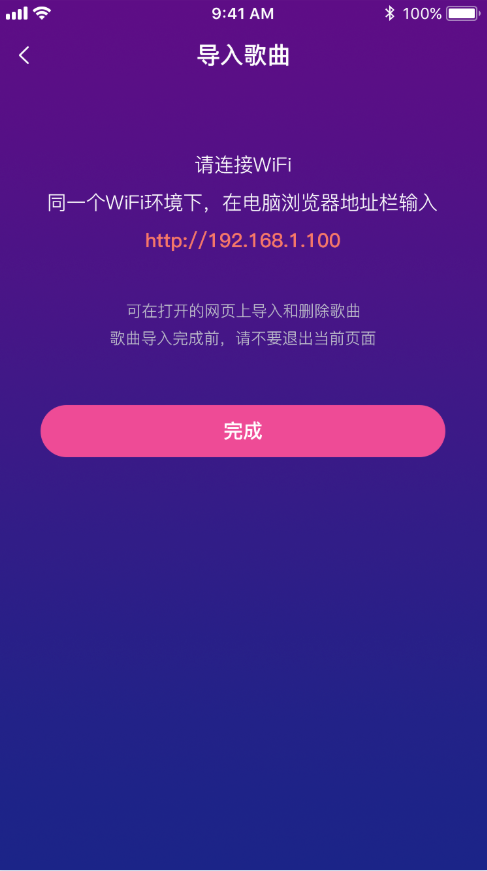 9:41 AM 100%
导入歌曲
请连接WiFi
同一个WiFi环境下，在电脑浏览器地址栏输入
http://192.168.1.100
可在打开的网页上导入和删除歌曲
歌曲导入完成前，请不要退出当前页面
完成